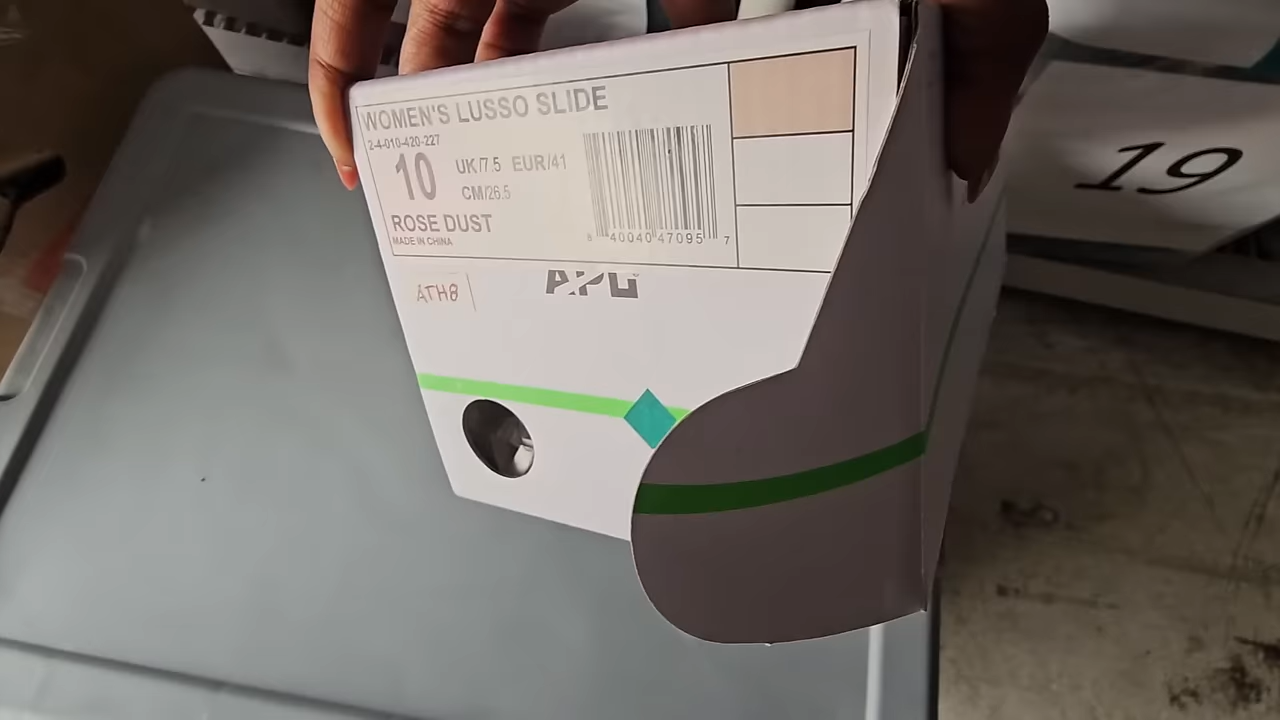 WOMEN'S LUSSO SLIDE
2-4-010-420-227
10 UK/7.5 EUR/41
CM/26.5
ROSE DUST
MADE IN CHINA
8 40040 47095 7
ATH8
19